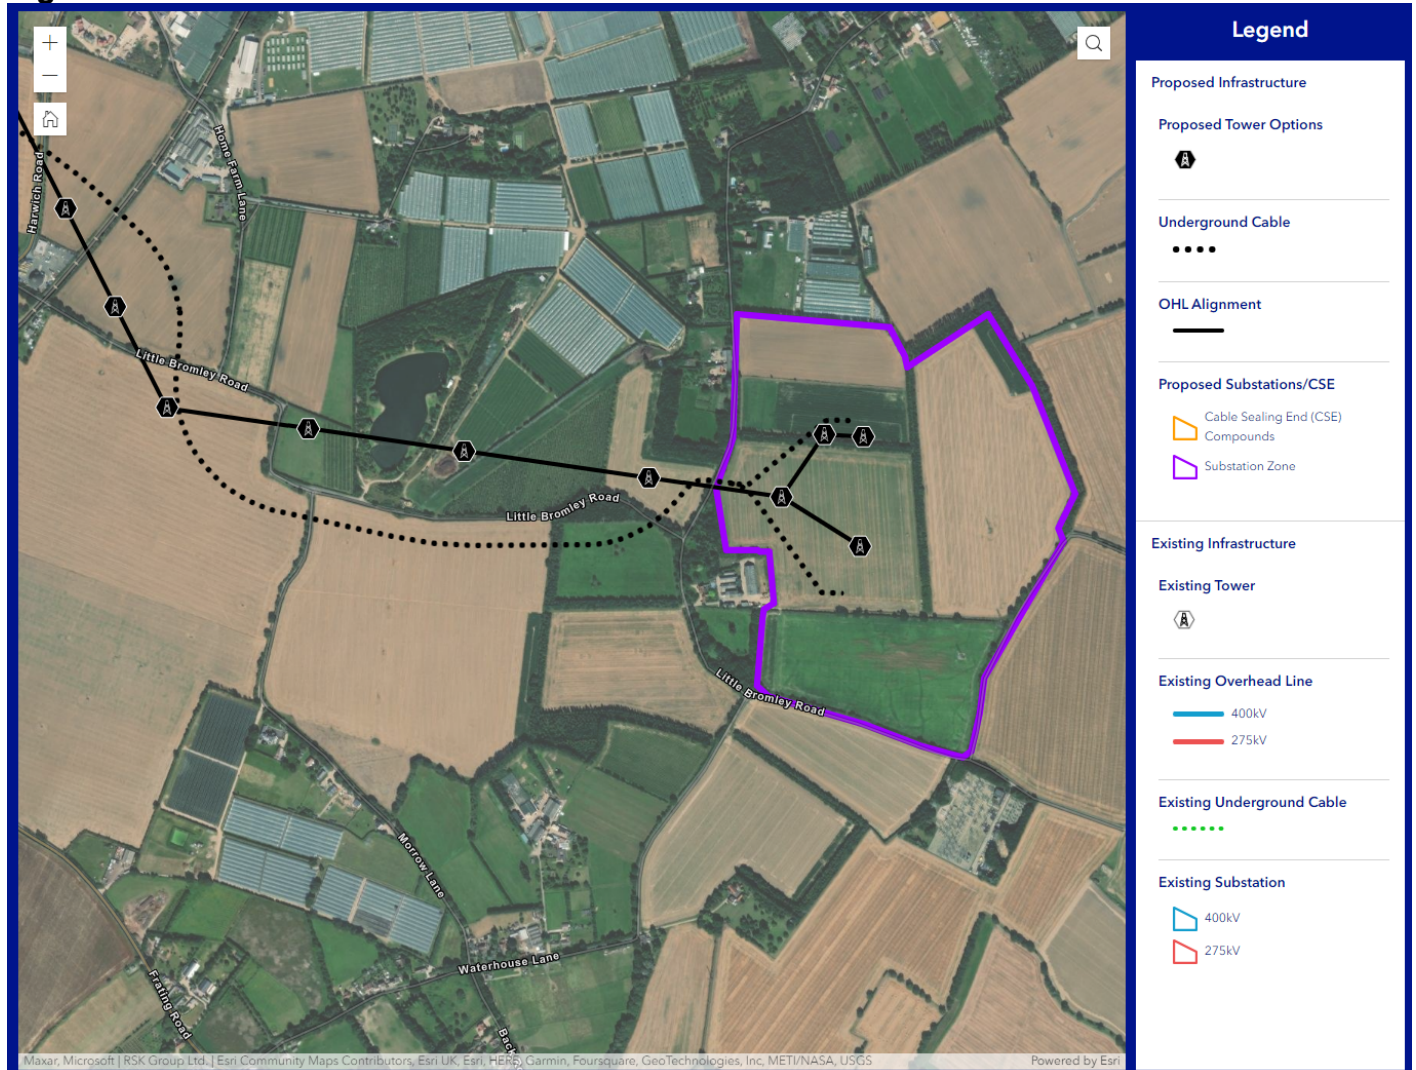 Legend
Proposed Infrastructure
Proposed Tower Options
Underground Cable
OHL Alignment
Proposed Substations/CSE
Cable Sealing End (CSE)
Compounds
Substation Zone
Existing Infrastructure
Existing Tower
Existing Overhead Line
400kV
275kV
Existing Underground Cable
Existing Substation
400kV
275kV
Harwich Road
Home Farm Lane
Little Bromley Road
Little Bromley Road
Little Bromley Road
Morrow Lane
Waterhouse Lane
Frating Road
Maxar, Microsoft | RSK Group Ltd. | Esri Community Maps Contributors, Esri UK, Esri, HERE, Garmin, Foursquare, GeoTechnologies, Inc, METI/NASA, USGS
Powered by Esri